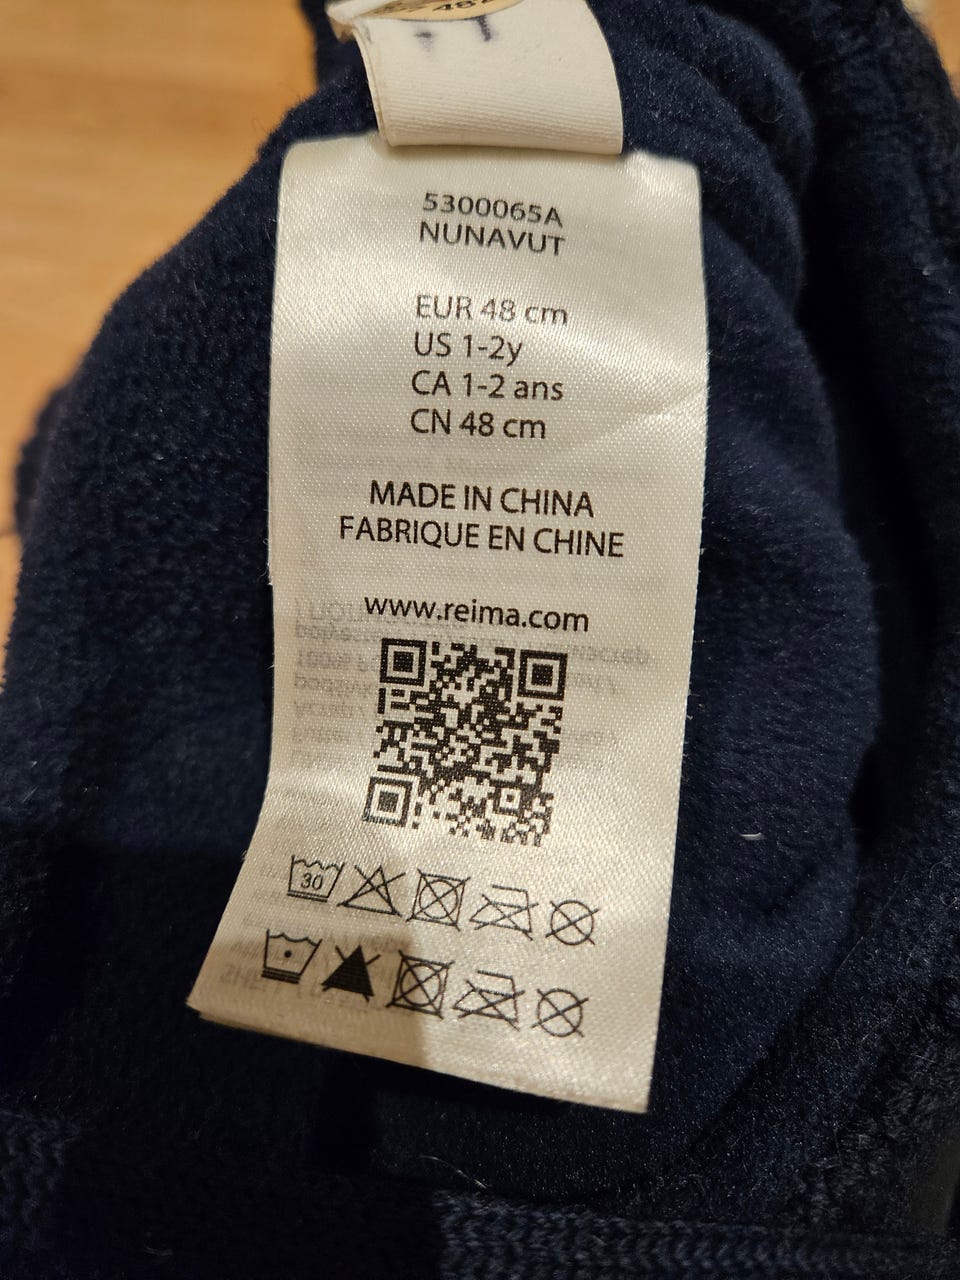 48
5300065A
NUNAVUT
EUR 48 cm
US 1-2y
CA 1-2 ans
CN 48 cm
MADE IN CHINA
FABRIQUE EN CHINE
www.reima.com
30